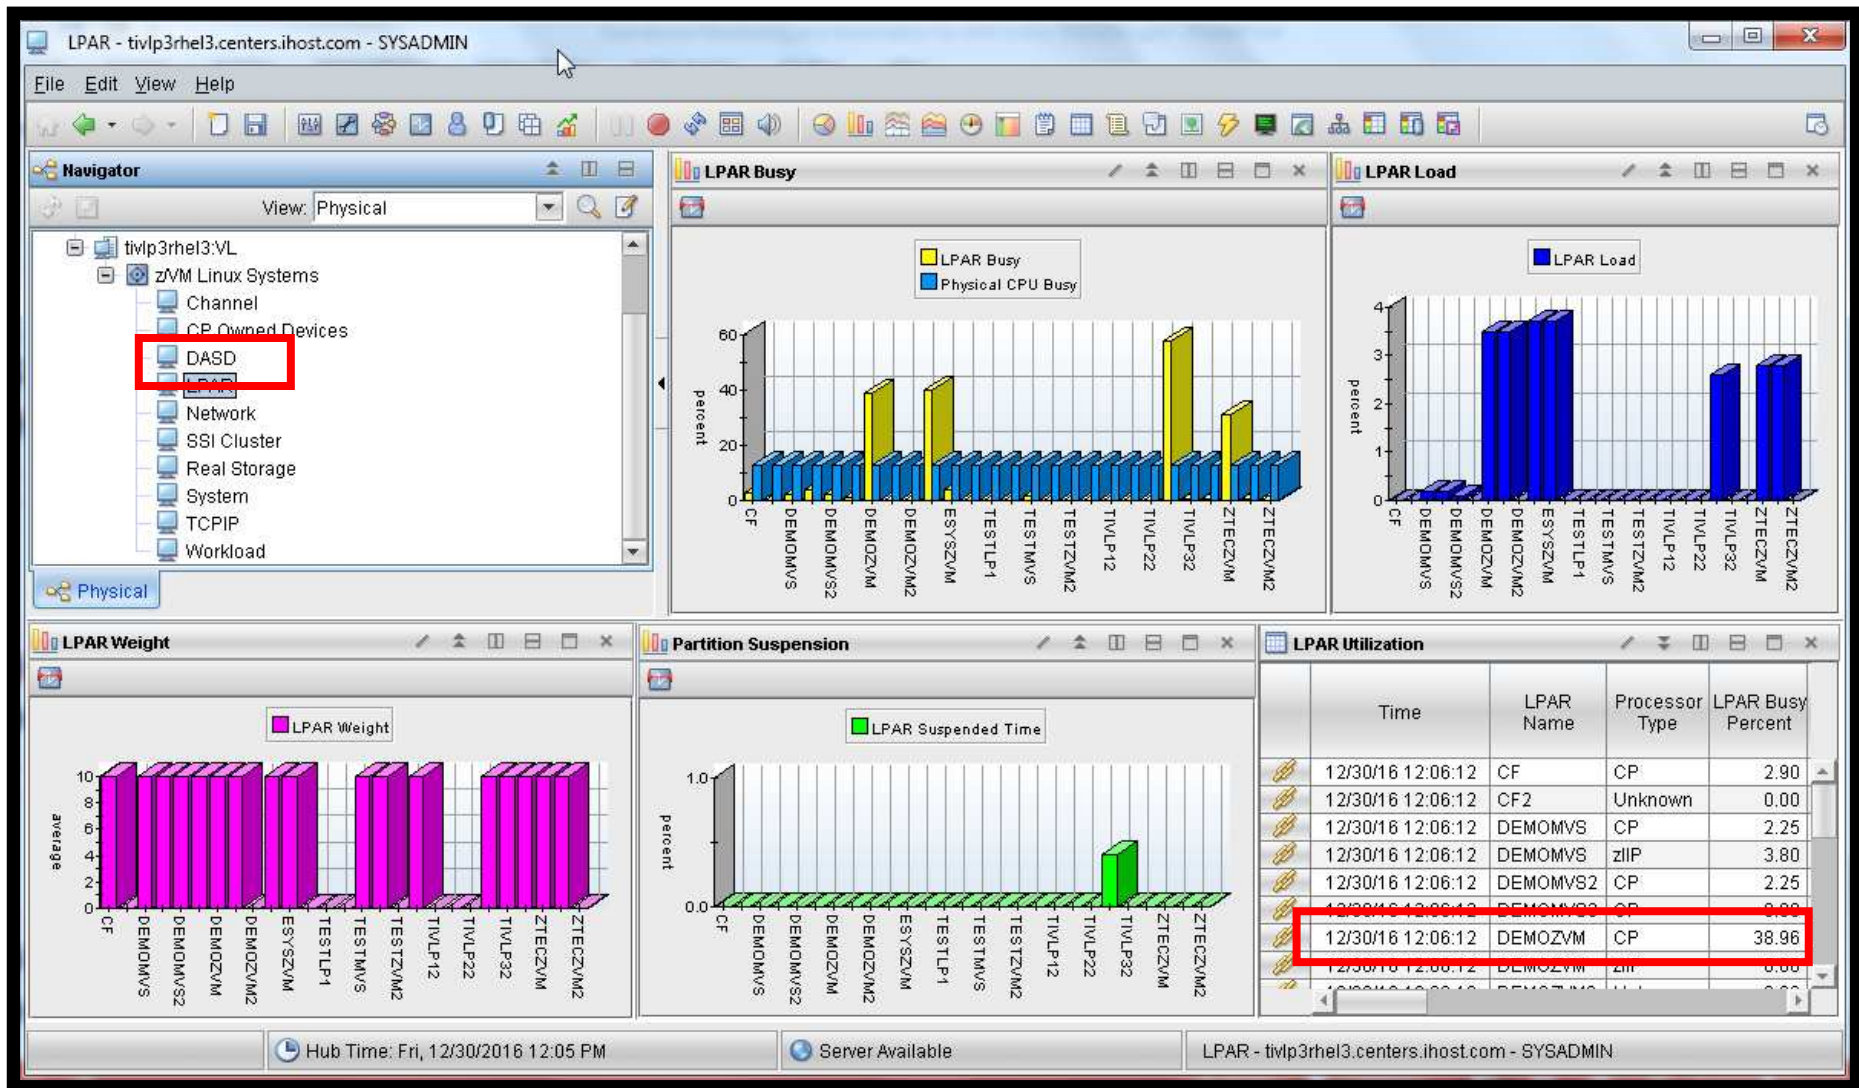 LPAR - tivlp3rhel3.centers.ihost.com - SYSADMIN
File Edit View Help
Navigator
View: Physical
tivlp3rhel3:VL
z/VM Linux Systems
Channel
CP Owned Devices
DASD
LPAR
Network
SSI Cluster
Real Storage
System
TCPIP
Workload
Physical
LPAR Busy
LPAR Busy
Physical CPU Busy
percent
60
40
20
0
CF
DEMOMVS
DEMOMVS2
DEMOZVM
DEMOZVM2
ESYSZVM
TESTLP1
TESTMVS
TESTZVM2
TIVLP12
TIVLP22
TIVLP32
ZTECZVM
ZTECZVM2
LPAR Load
LPAR Load
percent
4
3
2
1
0
CF
DEMOMVS
DEMOMVS2
DEMOZVM
DEMOZVM2
ESYSZVM
TESTLP1
TESTMVS
TESTZVM2
TIVLP12
TIVLP22
TIVLP32
ZTECZVM
ZTECZVM2
LPAR Weight
LPAR Weight
average
10
8
6
4
2
0
CF
DEMOMVS
DEMOMVS2
DEMOZVM
DEMOZVM2
ESYSZVM
TESTLP1
TESTMVS
TESTZVM2
TIVLP12
TIVLP22
TIVLP32
ZTECZVM
ZTECZVM2
Partition Suspension
LPAR Suspended Time
percent
1.0
0.0
CF
DEMOMVS
DEMOMVS2
DEMOZVM
DEMOZVM2
ESYSZVM
TESTLP1
TESTMVS
TESTZVM2
TIVLP12
TIVLP22
TIVLP32
ZTECZVM
ZTECZVM2
LPAR Utilization
Time LPAR Name Processor Type LPAR Busy Percent
12/30/16 12:06:12 CF CP 2.90
12/30/16 12:06:12 CF2 Unknown 0.00
12/30/16 12:06:12 DEMOMVS CP 2.25
12/30/16 12:06:12 DEMOMVS zIIP 3.80
12/30/16 12:06:12 DEMOMVS2 CP 2.25
12/30/16 12:06:12 DEMOZVM CP 38.96
Hub Time: Fri, 12/30/2016 12:05 PM
Server Available
LPAR - tivlp3rhel3.centers.ihost.com - SYSADMIN